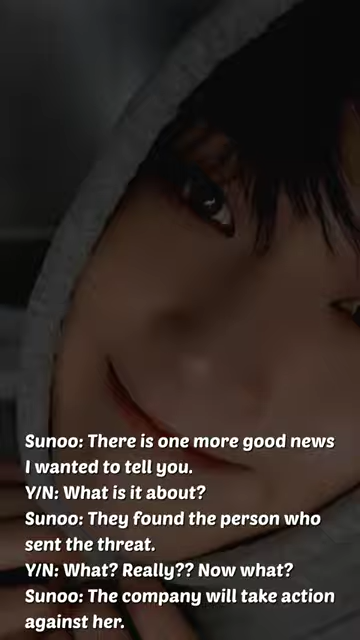 Sunoo: There is one more good news
I wanted to tell you.
Y/N: What is it about?
Sunoo: They found the person who
sent the threat.
Y/N: What? Really?? Now what?
Sunoo: The company will take action
against her.